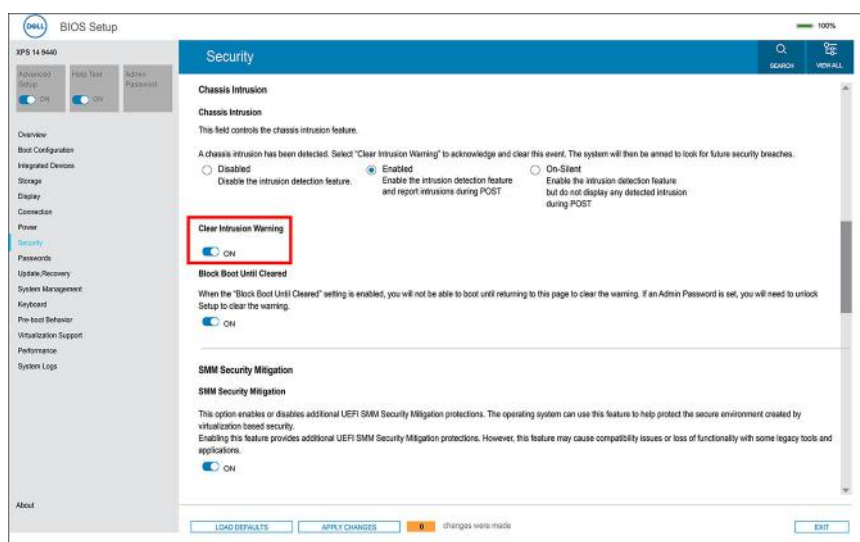 DELL
BIOS Setup
100%
XPS 14 9440
Advanced Setup
ON
Help Text
ON
Admin Password
Overview
Boot Configuration
Integrated Devices
Storage
Display
Connection
Power
Security
Passwords
Update,Recovery
System Management
Keyboard
Pre-boot Behavior
Virtualization Support
Performance
System Logs
About
Security
SEARCH
VIEW ALL
Chassis Intrusion
Chassis Intrusion
This field controls the chassis intrusion feature.
A chassis intrusion has been detected. Select "Clear Intrusion Warning" to acknowledge and clear this event. The system will then be armed to look for future security breaches.
Disabled
Disable the intrusion detection feature.
Enabled
Enable the intrusion detection feature
and report intrusions during POST
On-Silent
Enable the intrusion detection feature
but do not display any detected intrusion
during POST
Clear Intrusion Warning
ON
Block Boot Until Cleared
When the "Block Boot Until Cleared" setting is enabled, you will not be able to boot until returning to this page to clear the warning. If an Admin Password is set, you will need to unlock
Setup to clear the warning.
ON
SMM Security Mitigation
SMM Security Mitigation
This option enables or disables additional UEFI SMM Security Mitigation protections. The operating system can use this feature to help protect the secure environment created by
virtualization based security.
Enabling this feature provides additional UEFI SMM Security Mitigation protections. However, this feature may cause compatibility issues or loss of functionality with some legacy tools and
applications.
ON
LOAD DEFAULTS
APPLY CHANGES
0
changes were made
EXIT